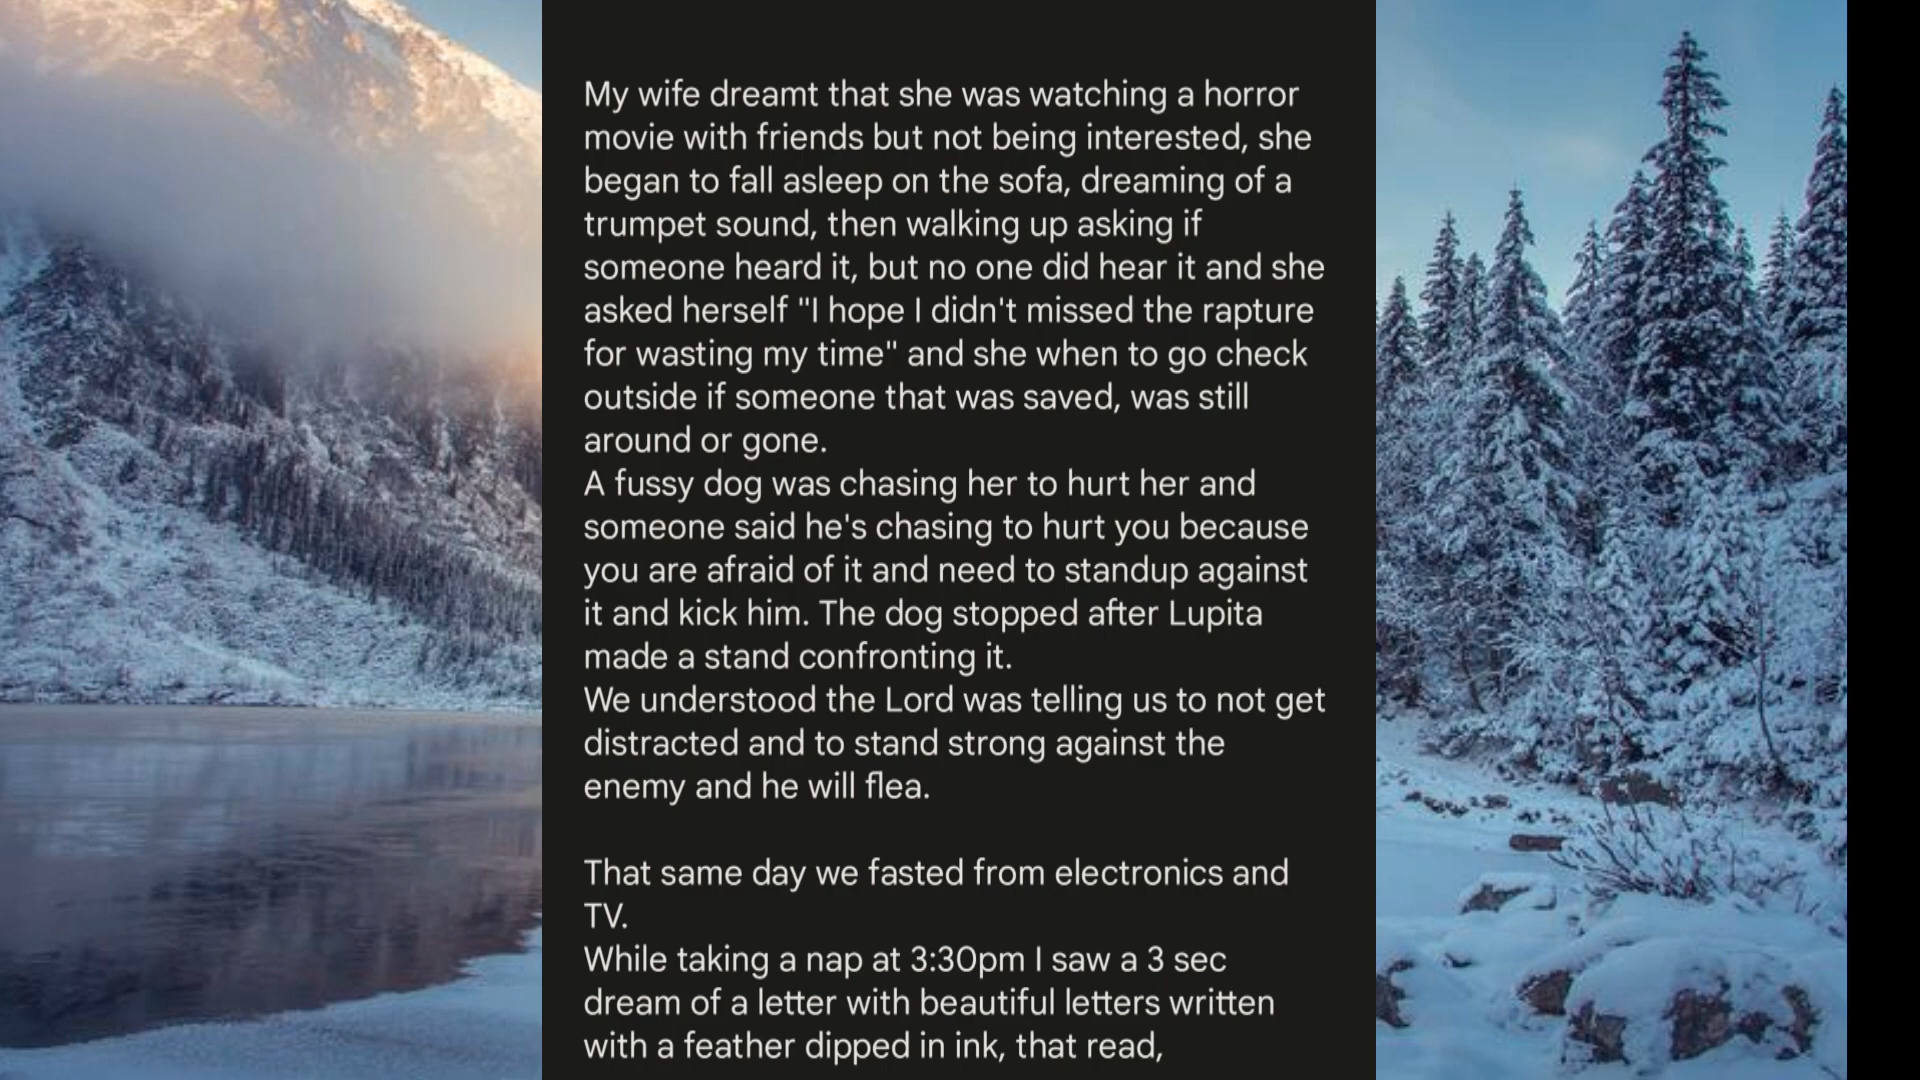 My wife dreamt that she was watching a horror
movie with friends but not being interested, she
began to fall asleep on the sofa, dreaming of a
trumpet sound, then walking up asking if
someone heard it, but no one did hear it and she
asked herself "I hope I didn't missed the rapture
for wasting my time" and she when to go check
outside if someone that was saved, was still
around or gone.
A fussy dog was chasing her to hurt her and
someone said he's chasing to hurt you because
you are afraid of it and need to standup against
it and kick him. The dog stopped after Lupita
made a stand confronting it.
We understood the Lord was telling us to not get
distracted and to stand strong against the
enemy and he will flea.
That same day we fasted from electronics and
TV.
While taking a nap at 3:30pm I saw a 3 sec
dream of a letter with beautiful letters written
with a feather dipped in ink, that read,